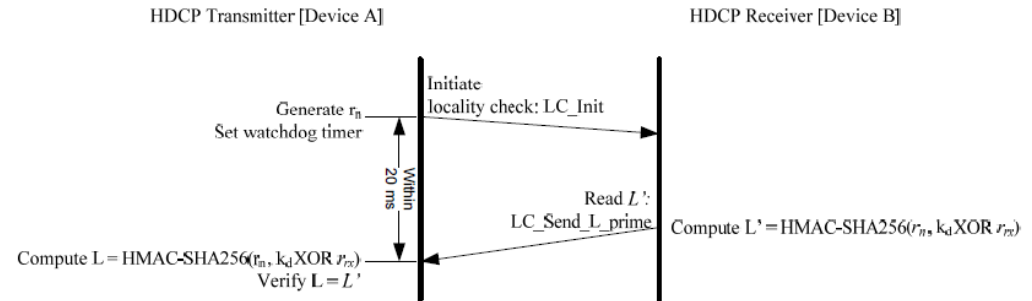 HDCP Transmitter [Device A]
HDCP Receiver [Device B]
Initiate
locality check: LC_Init
Generate rn
Set watchdog timer
Within
20 ms
Read L':
LC_Send_L_prime
Compute L' = HMAC-SHA256(rn, kd XOR rrx)
Compute L = HMAC-SHA256(rn, kd XOR rrx)
Verify L = L'